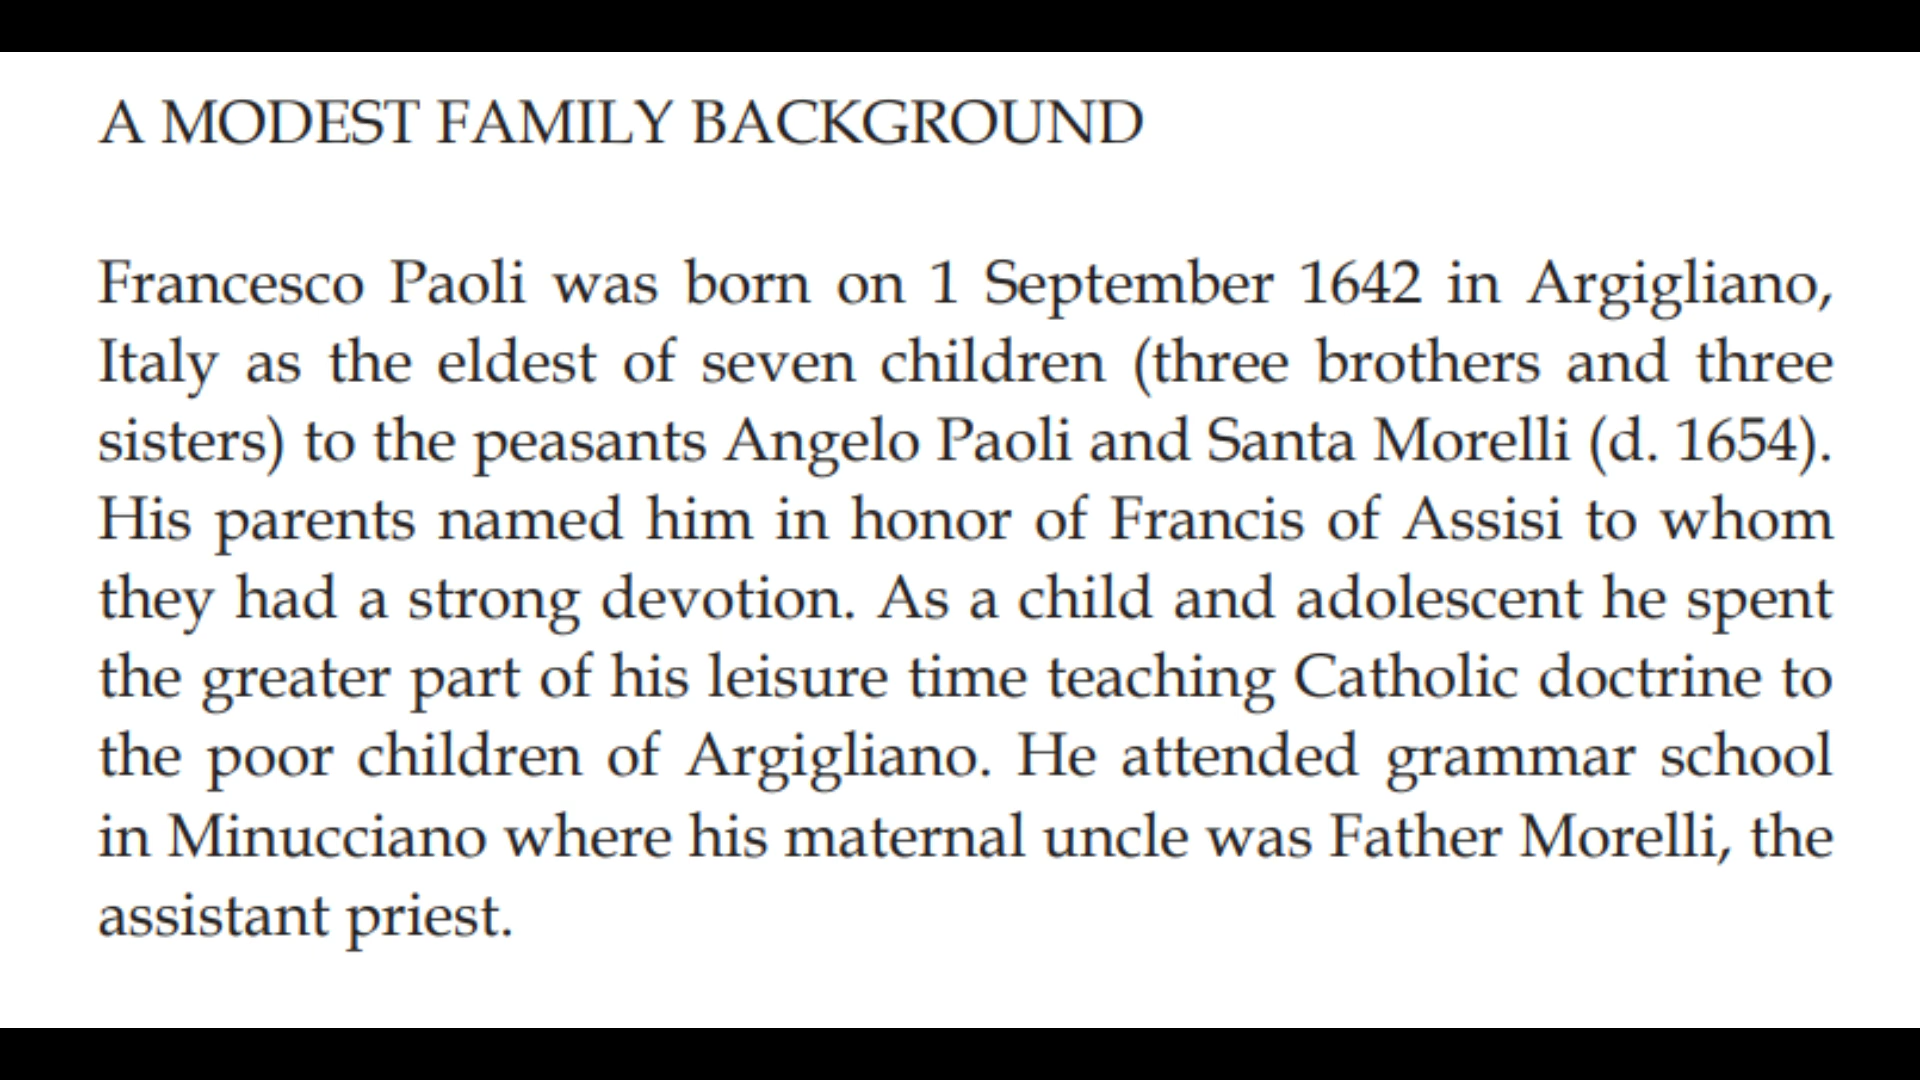 A MODEST FAMILY BACKGROUND
Francesco Paoli was born on 1 September 1642 in Argigliano,
Italy as the eldest of seven children (three brothers and three
sisters) to the peasants Angelo Paoli and Santa Morelli (d. 1654).
His parents named him in honor of Francis of Assisi to whom
they had a strong devotion. As a child and adolescent he spent
the greater part of his leisure time teaching Catholic doctrine to
the poor children of Argigliano. He attended grammar school
in Minucciano where his maternal uncle was Father Morelli, the
assistant priest.